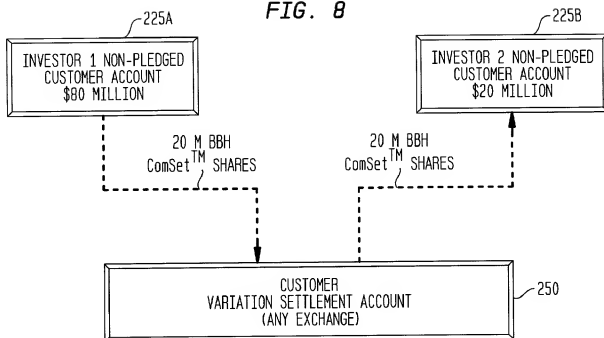 FIG. 8
225A
225B
INVESTOR 1 NON-PLEDGED
CUSTOMER ACCOUNT
$80 MILLION
INVESTOR 2 NON-PLEDGED
CUSTOMER ACCOUNT
$20 MILLION
20 M BBH
ComSet™ SHARES
20 M BBH
ComSet™ SHARES
CUSTOMER
VARIATION SETTLEMENT ACCOUNT
(ANY EXCHANGE)
250